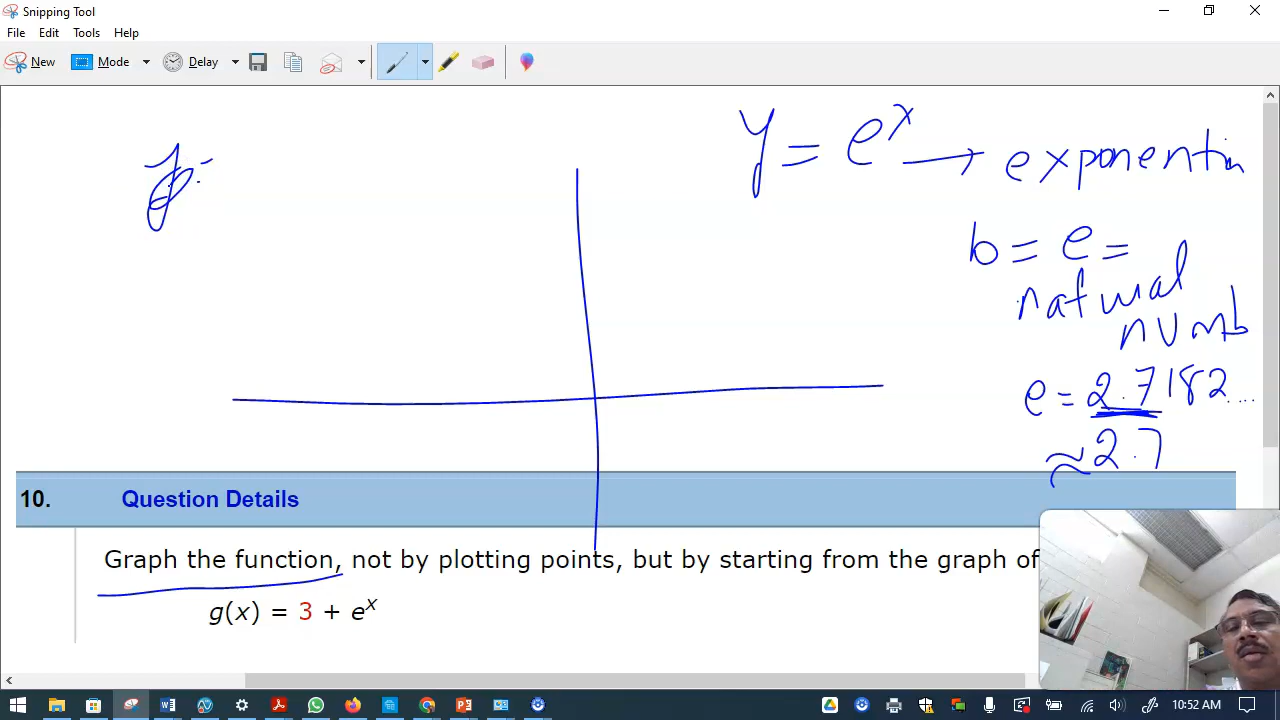 Snipping Tool
File Edit Tools Help
New Mode Delay
y = e^x → exponentin
b = e =
natural
numb
e = 2.7182...
≈ 2.7
10. Question Details
Graph the function, not by plotting points, but by starting from the graph of
g(x) = 3 + e^x
10:52 AM